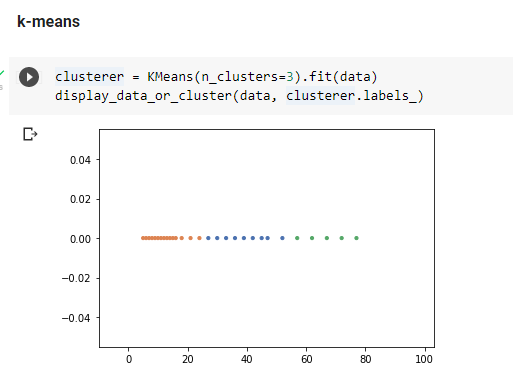 k-means
s
clusterer = KMeans(n_clusters=3).fit(data)
display_data_or_cluster(data, clusterer.labels_)
0.04
0.02
0.00
−0.02
−0.04
0 20 40 60 80 100